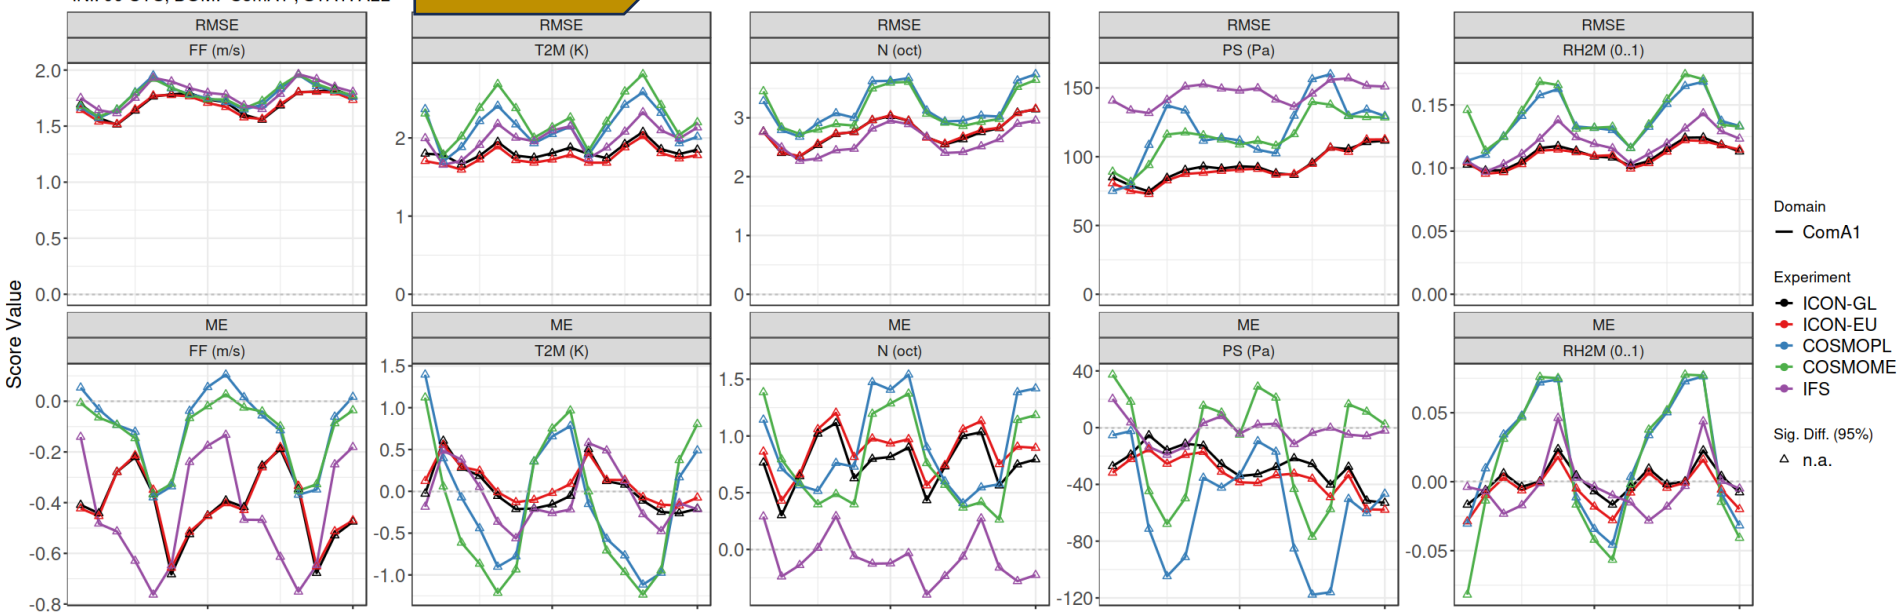 RMSE RMSE RMSE RMSE RMSE
FF (m/s) T2M (K) N (oct) PS (Pa) RH2M (0..1)
2.0
1.5
1.0
0.5
0.0
2
1
0
3
2
1
0
150
100
50
0
0.15
0.10
0.05
0.00
Score Value
ME ME ME ME ME
FF (m/s) T2M (K) N (oct) PS (Pa) RH2M (0..1)
0.0
-0.2
-0.4
-0.6
-0.8
1.5
1.0
0.5
0.0
-0.5
-1.0
1.5
1.0
0.5
0.0
40
0
-40
-80
-120
0.05
0.00
-0.05
Domain
ComA1
Experiment
ICON-GL
ICON-EU
COSMOPL
COSMOME
IFS
Sig. Diff. (95%)
n.a.